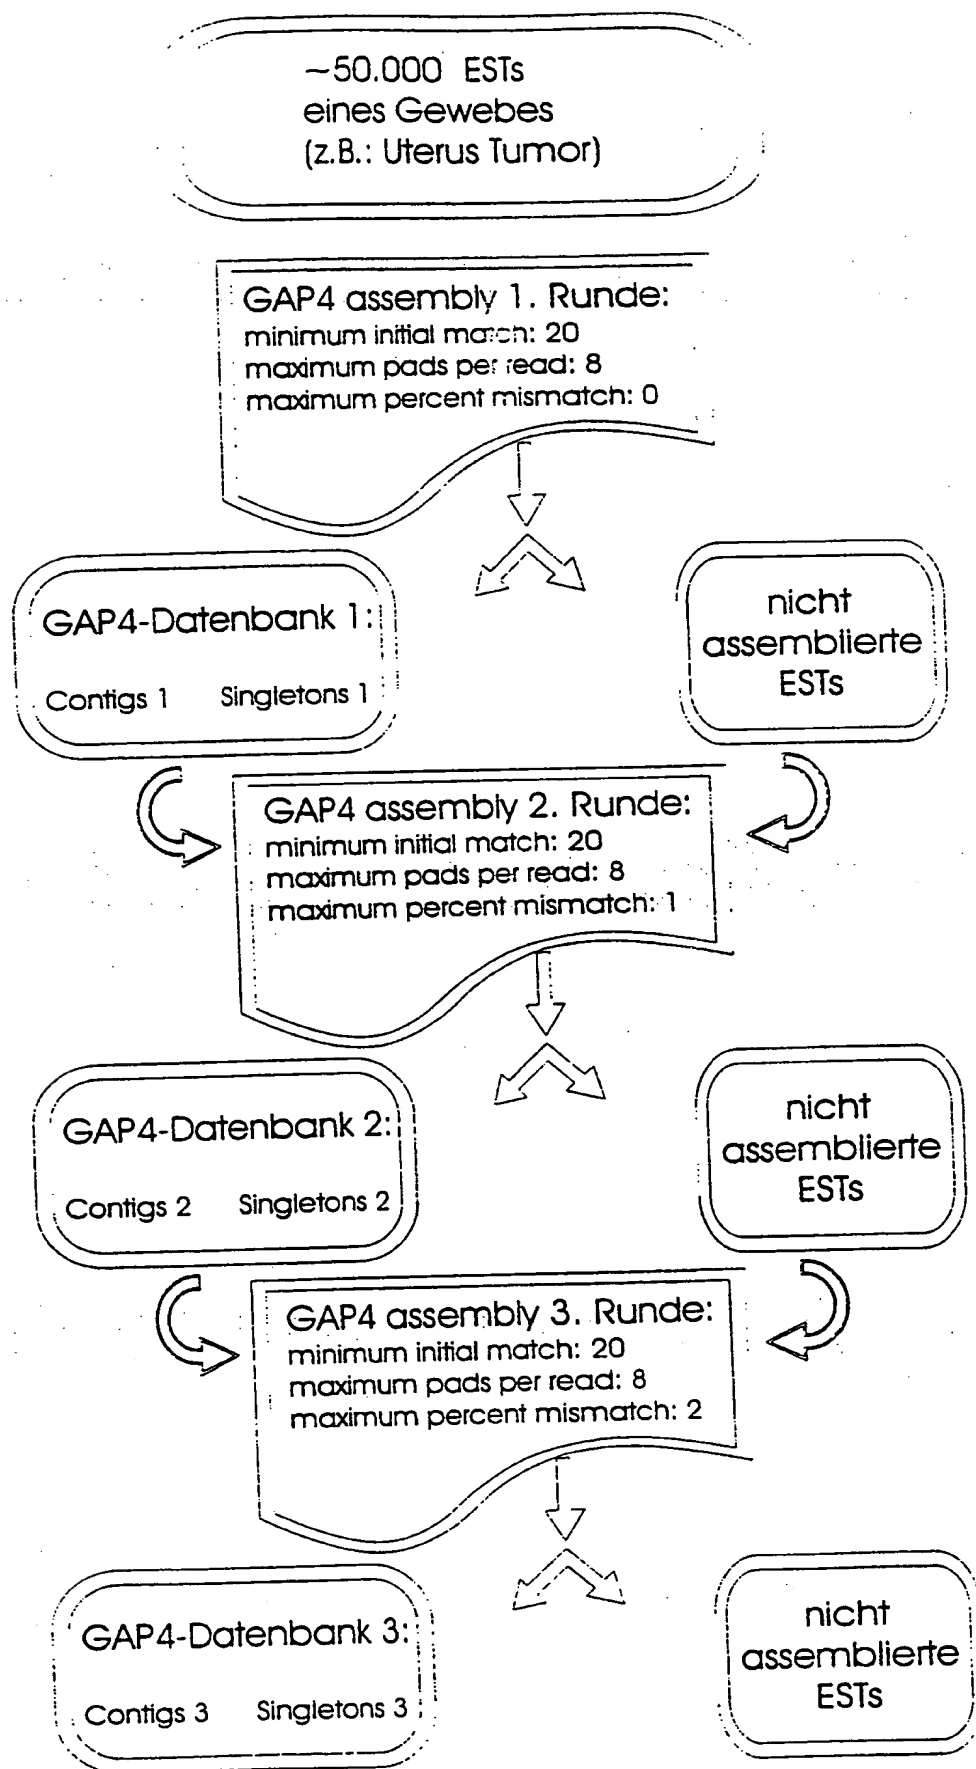 ~50.000 ESTs
eines Gewebes
(z.B.: Uterus Tumor)
GAP4 assembly 1. Runde:
minimum initial match: 20
maximum pads per read: 8
maximum percent mismatch: 0
GAP4-Datenbank 1:
Contigs 1 Singletons 1
nicht
assemblierte
ESTs
GAP4 assembly 2. Runde:
minimum initial match: 20
maximum pads per read: 8
maximum percent mismatch: 1
GAP4-Datenbank 2:
Contigs 2 Singletons 2
nicht
assemblierte
ESTs
GAP4 assembly 3. Runde:
minimum initial match: 20
maximum pads per read: 8
maximum percent mismatch: 2
GAP4-Datenbank 3:
Contigs 3 Singletons 3
nicht
assemblierte
ESTs